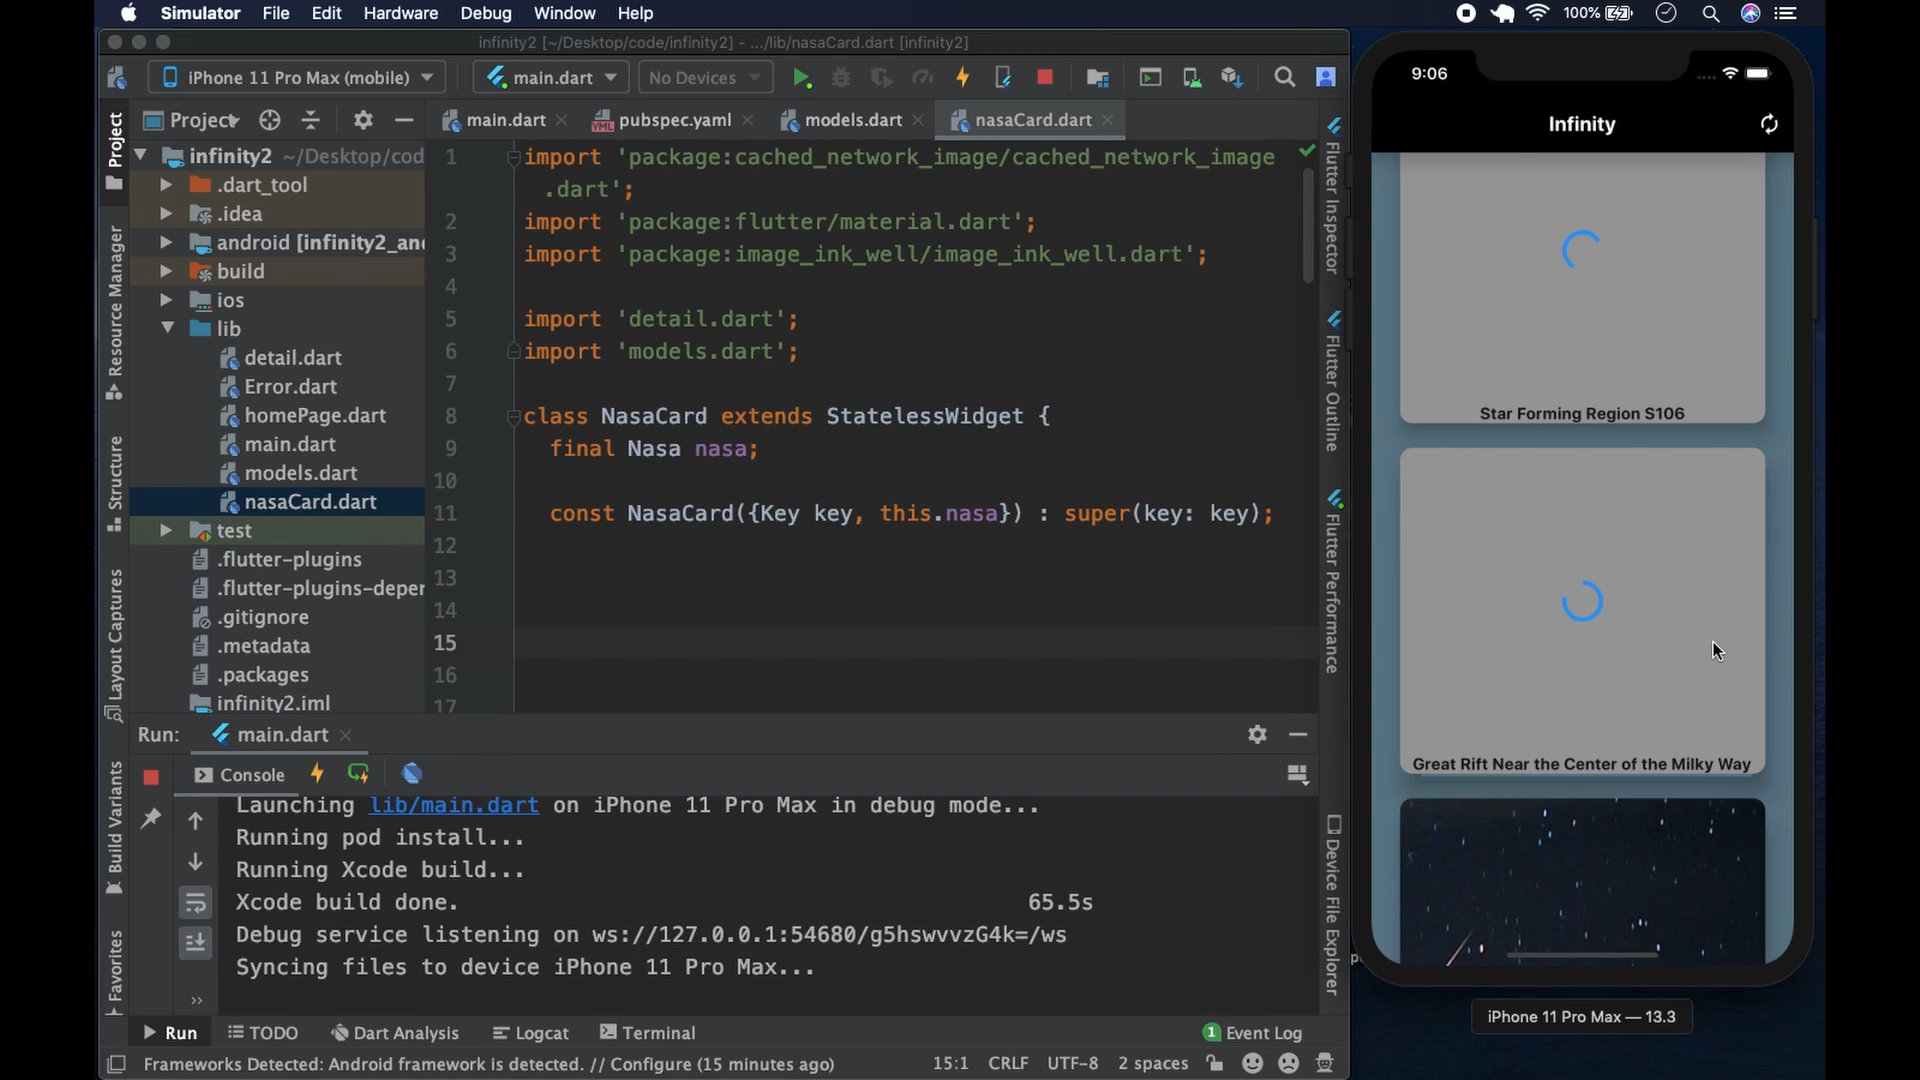 Simulator File Edit Hardware Debug Window Help
100%
infinity2 [~/Desktop/code/infinity2] - .../lib/nasaCard.dart [infinity2]
iPhone 11 Pro Max (mobile)
main.dart
No Devices
Project
main.dart
pubspec.yaml
models.dart
nasaCard.dart
Project
Resource Manager
Structure
Layout Captures
Build Variants
Favorites
infinity2 ~/Desktop/cod
.dart_tool
.idea
android [infinity2_and
build
ios
lib
detail.dart
Error.dart
homePage.dart
main.dart
models.dart
nasaCard.dart
test
.flutter-plugins
.flutter-plugins-deper
.gitignore
.metadata
.packages
infinity2.iml
1 import 'package:cached_network_image/cached_network_image
.dart';
2 import 'package:flutter/material.dart';
3 import 'package:image_ink_well/image_ink_well.dart';
4
5 import 'detail.dart';
6 import 'models.dart';
7
8 class NasaCard extends StatelessWidget {
9 final Nasa nasa;
10
11 const NasaCard({Key key, this.nasa}) : super(key: key);
12
13
14
15
16
17
Flutter Inspector
Flutter Outline
Flutter Performance
Device File Explorer
Run: main.dart
Console
Launching lib/main.dart on iPhone 11 Pro Max in debug mode...
Running pod install...
Running Xcode build...
Xcode build done. 65.5s
Debug service listening on ws://127.0.0.1:54680/g5hswvvzG4k=/ws
Syncing files to device iPhone 11 Pro Max...
Run TODO Dart Analysis Logcat Terminal
1 Event Log
Frameworks Detected: Android framework is detected. // Configure (15 minutes ago)
15:1 CRLF UTF-8 2 spaces
9:06
Infinity
Star Forming Region S106
Great Rift Near the Center of the Milky Way
iPhone 11 Pro Max — 13.3